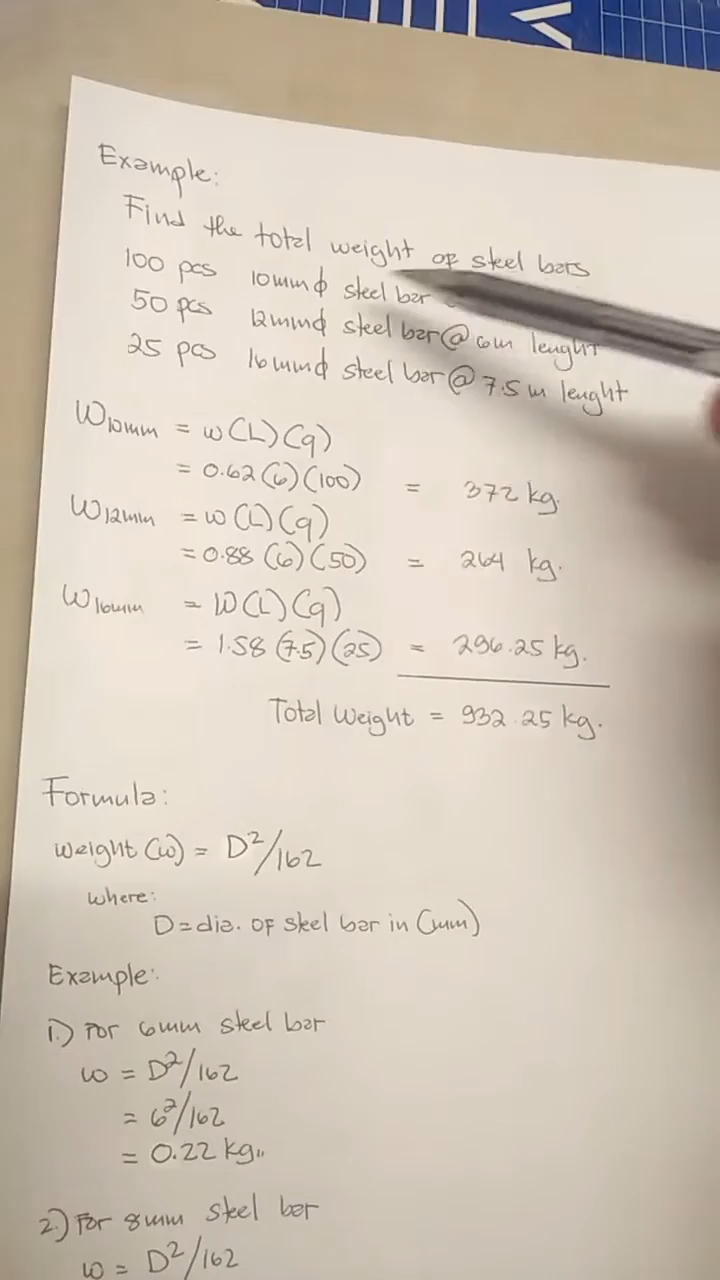 Example:
Find the total weight of steel bars
100 pcs 10mmφ steel bar
50 pcs 12mmφ steel bar @ 6m lenght
25 pcs 16mmφ steel bar @ 7.5 m lenght
W10mm = w(L)(q)
= 0.62(6)(100) = 372 kg.
W12mm = w(L)(q)
= 0.88(6)(50) = 264 kg.
W16mm = W(L)(q)
= 1.58(7.5)(25) = 296.25 kg.
Total Weight = 932.25 kg.
Formula:
weight (w) = D²/162
where:
D = dia. of steel bar in (mm)
Example:
1.) For 6mm steel bar
w = D²/162
= 6²/162
= 0.22 kg,,
2.) For 8mm steel bar
w = D²/162